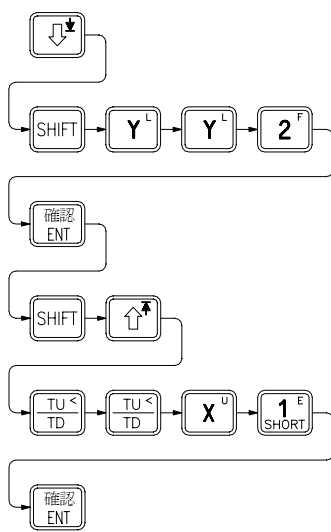 SHIFT Y L Y L 2 F
確認
ENT
SHIFT
TU < TU < X U 1 E
TD TD SHORT
確認
ENT